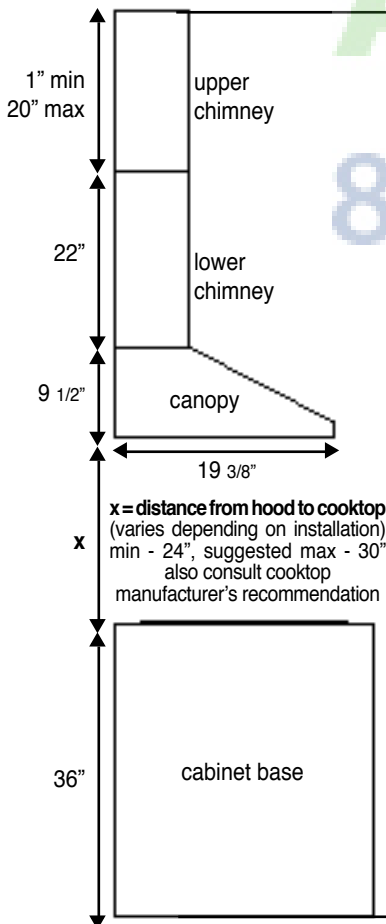 1” min
20” max
upper
chimney
22”
lower
chimney
9 1/2”
canopy
19 3/8”
x = distance from hood to cooktop
(varies depending on installation)
x
min - 24”, suggested max - 30”
also consult cooktop
manufacturer’s recommendation
36”
cabinet base
8